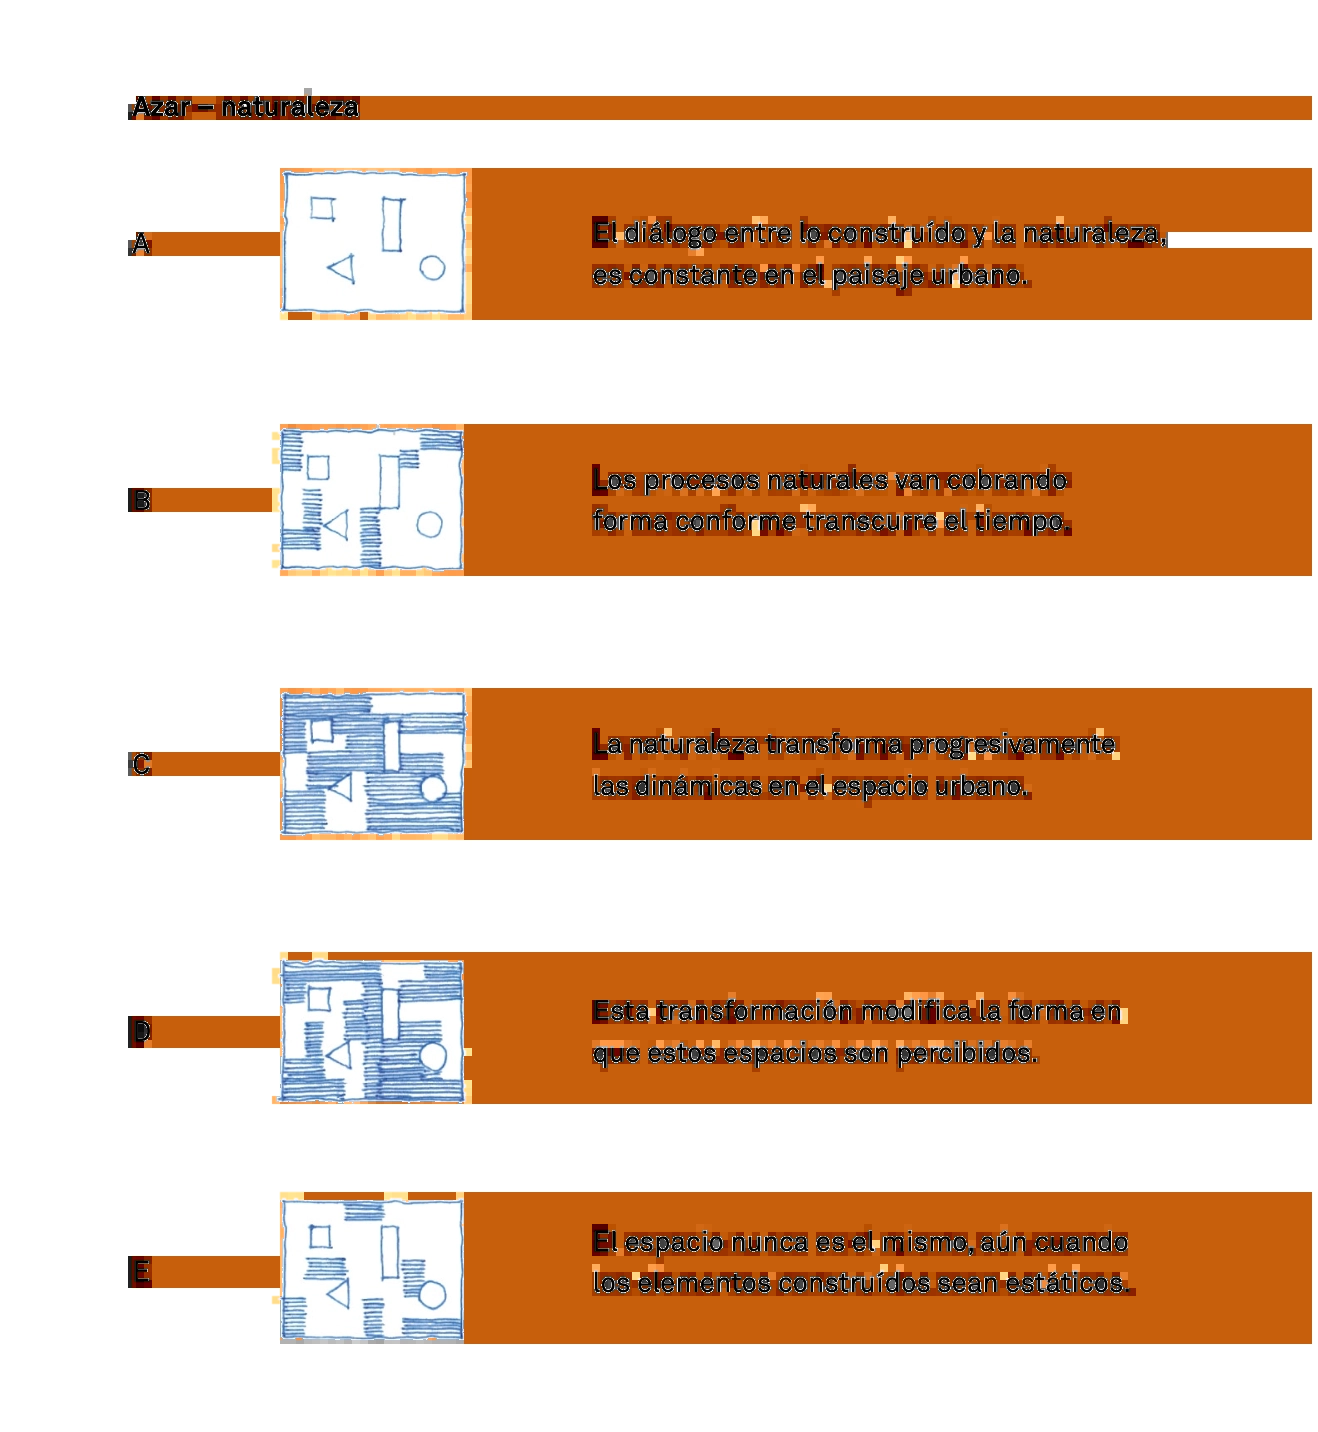 Azar – naturaleza
A
El diálogo entre lo construído y la naturaleza,
es constante en el paisaje urbano.
B
Los procesos naturales van cobrando
forma conforme transcurre el tiempo.
C
La naturaleza transforma progresivamente
las dinámicas en el espacio urbano.
D
Esta transformación modifica la forma en
que estos espacios son percibidos.
E
El espacio nunca es el mismo, aún cuando
los elementos construídos sean estáticos.